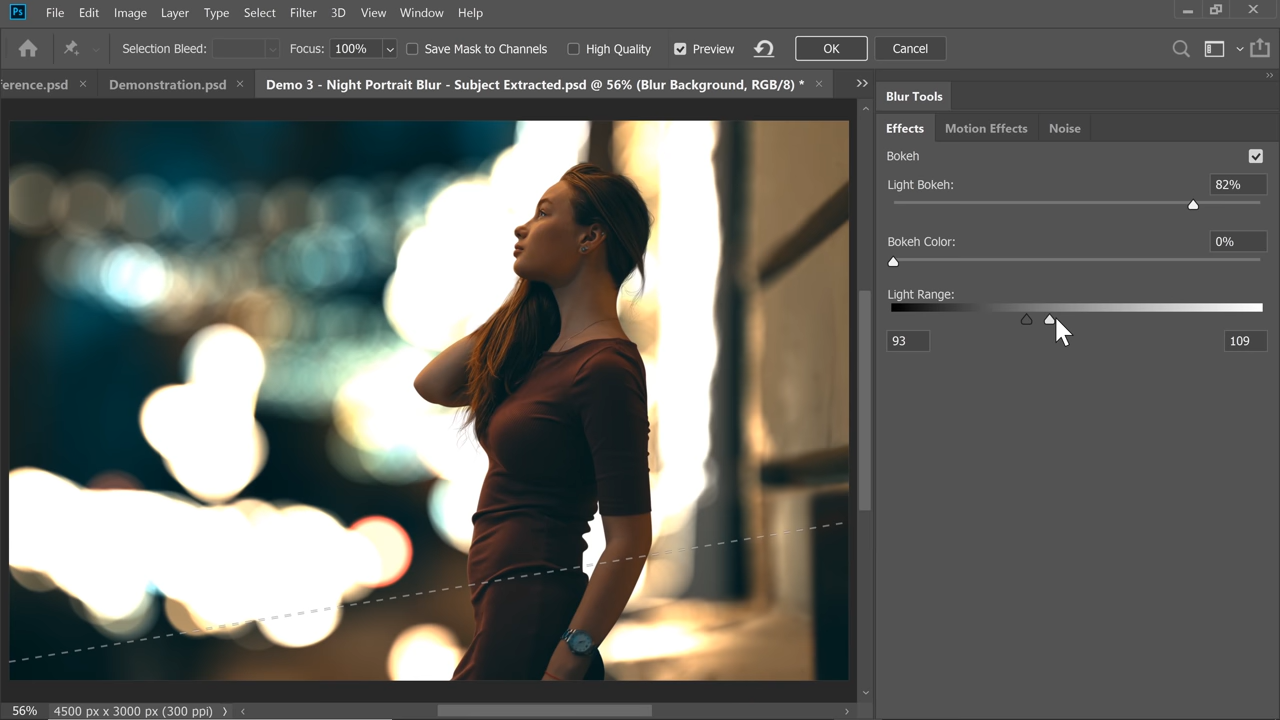 Ps File Edit Image Layer Type Select Filter 3D View Window Help
Selection Bleed: Focus: 100% Save Mask to Channels High Quality Preview OK Cancel
ference.psd × Demonstration.psd × Demo 3 - Night Portrait Blur - Subject Extracted.psd @ 56% (Blur Background, RGB/8) * ×
Blur Tools
Effects Motion Effects Noise
Bokeh
Light Bokeh: 82%
Bokeh Color: 0%
Light Range:
93 109
56% 4500 px x 3000 px (300 ppi)